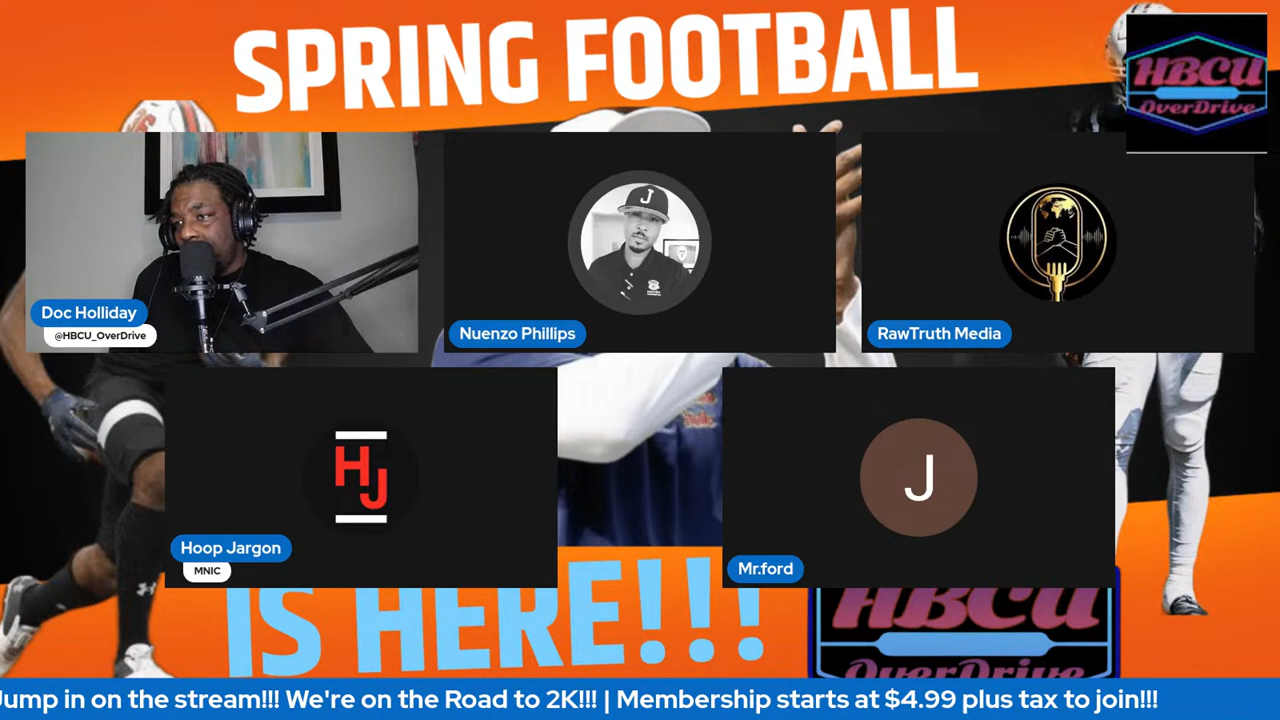 SPRING FOOTBALL
HBCU
OverDrive
J
Doc Holliday
@HBCU_OverDrive
Nuenzo Phillips
RawTruth Media
HJ
Hoop Jargon
MNIC
J
Mr.ford
IS HERE!!!
HBCU
OverDrive
Jump in on the stream!!! We're on the Road to 2K!!! | Membership starts at $4.99 plus tax to join!!!